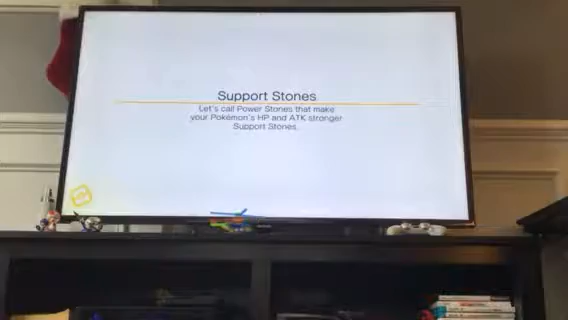 Support Stones
Let's call Power Stones that make
your Pokémon's HP and ATK stronger
Support Stones.